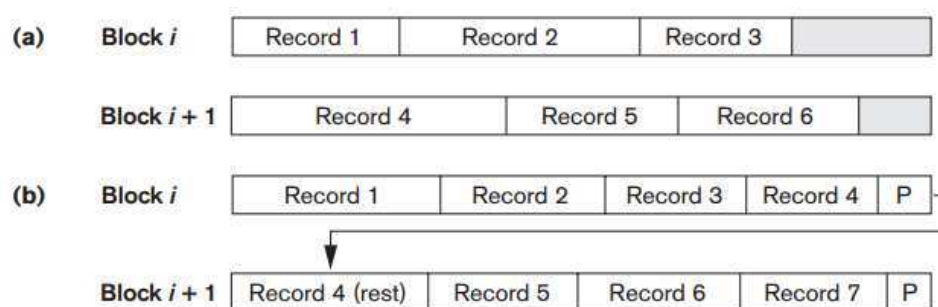 (a) Block i Record 1 Record 2 Record 3
Block i + 1 Record 4 Record 5 Record 6
(b) Block i Record 1 Record 2 Record 3 Record 4 P
Block i + 1 Record 4 (rest) Record 5 Record 6 Record 7 P